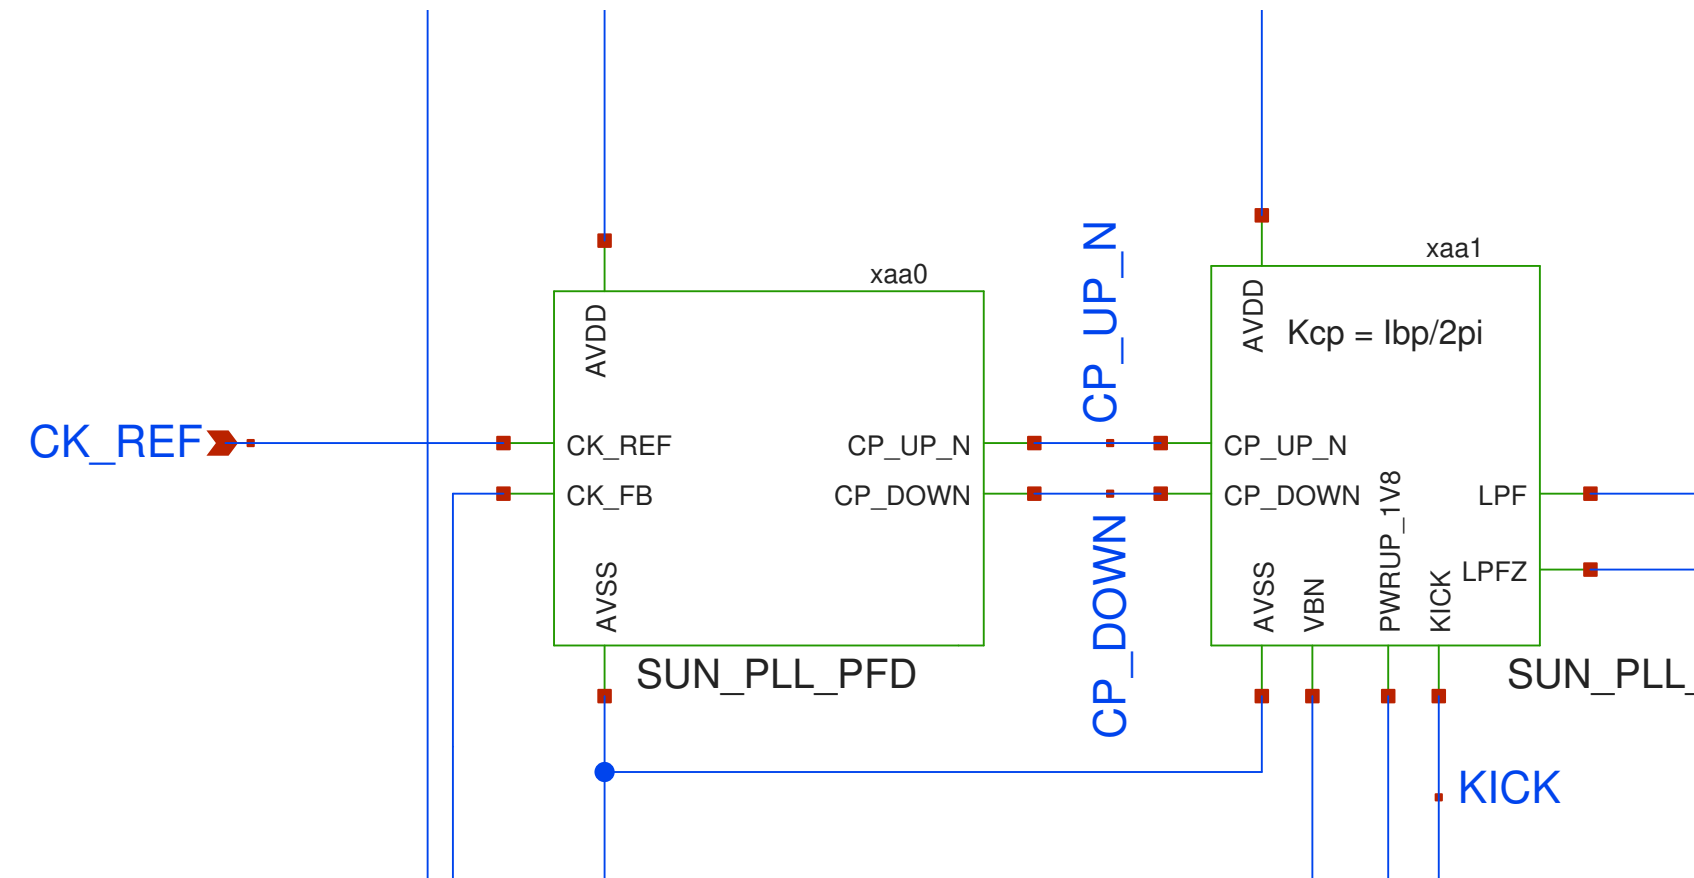 CK_REF
xaa0
AVDD
CK_REF
CK_FB
CP_UP_N
CP_DOWN
AVSS
SUN_PLL_PFD
CP_UP_N
CP_DOWN
xaa1
AVDD
Kcp = Ibp/2pi
CP_UP_N
CP_DOWN
LPF
LPFZ
AVSS
VBN
PWRUP_1V8
KICK
SUN_PLL_
KICK